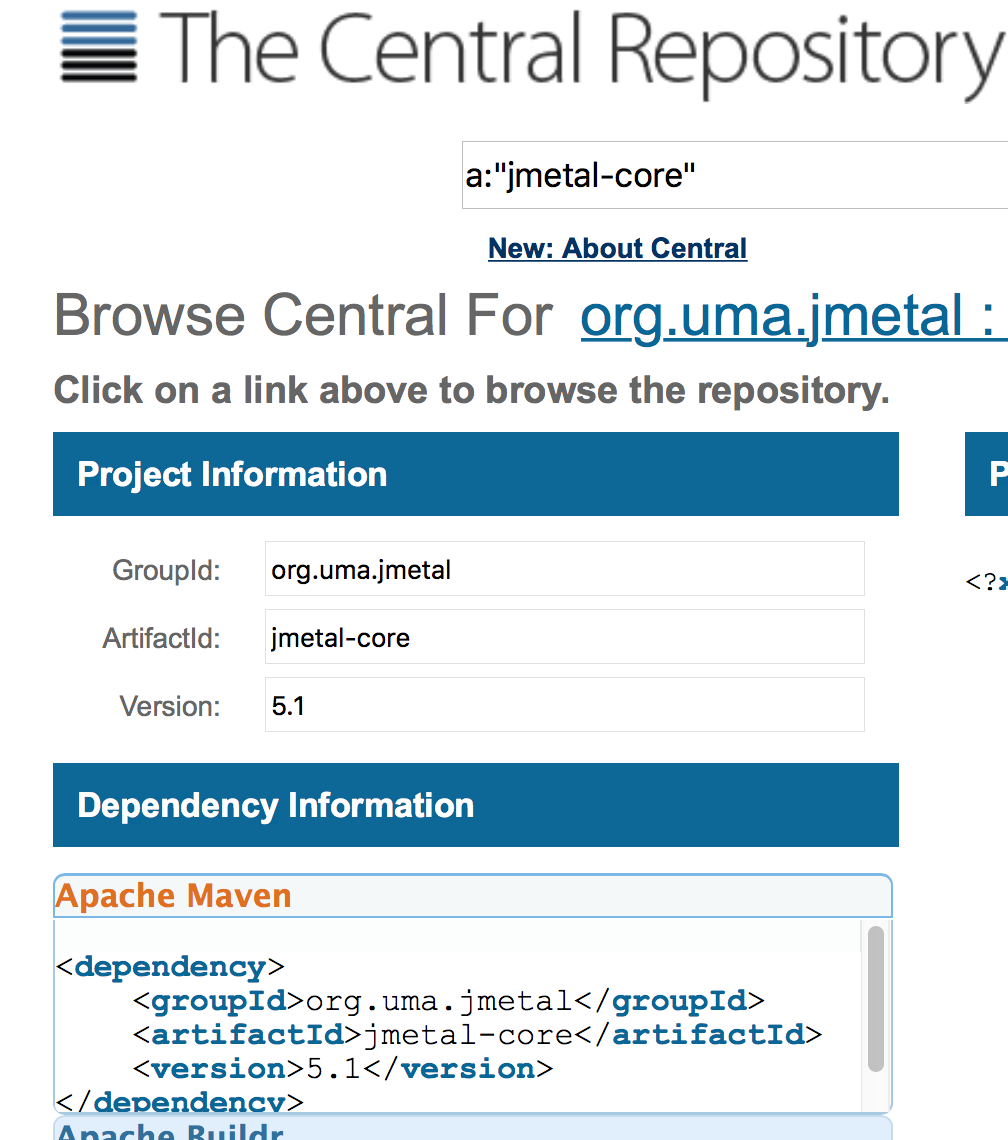 The Central Repository
a:"jmetal-core"
New: About Central
Browse Central For org.uma.jmetal :
Click on a link above to browse the repository.
Project Information
P
<?x
GroupId: org.uma.jmetal
ArtifactId: jmetal-core
Version: 5.1
Dependency Information
Apache Maven
<dependency>
    <groupId>org.uma.jmetal</groupId>
    <artifactId>jmetal-core</artifactId>
    <version>5.1</version>
</dependency>
Apache Buildr